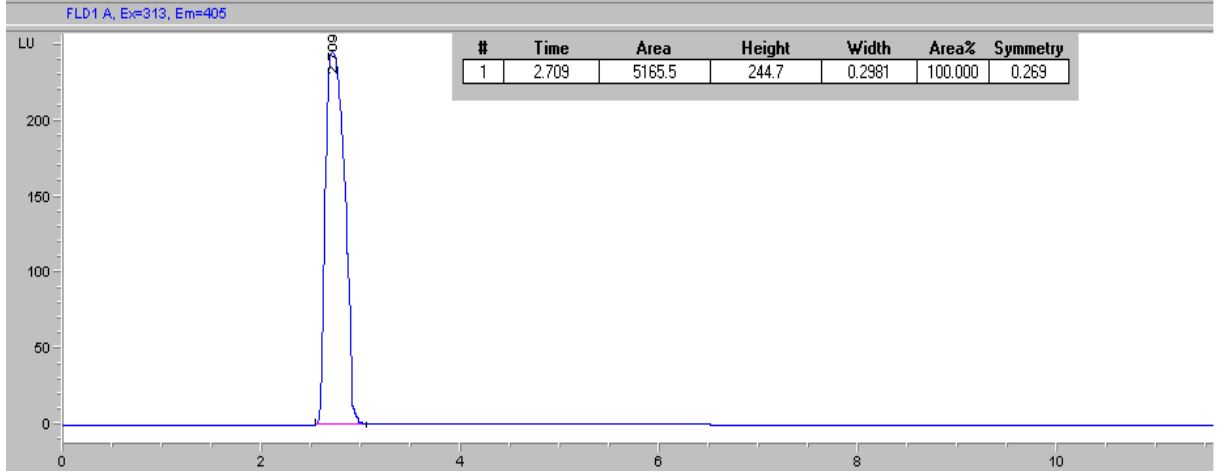 FLD1 A, Ex=313, Em=405
LU
# Time Area Height Width Area% Symmetry
1 2.709 5165.5 244.7 0.2981 100.000 0.269
2.709
200
150
100
50
0
0 2 4 6 8 10